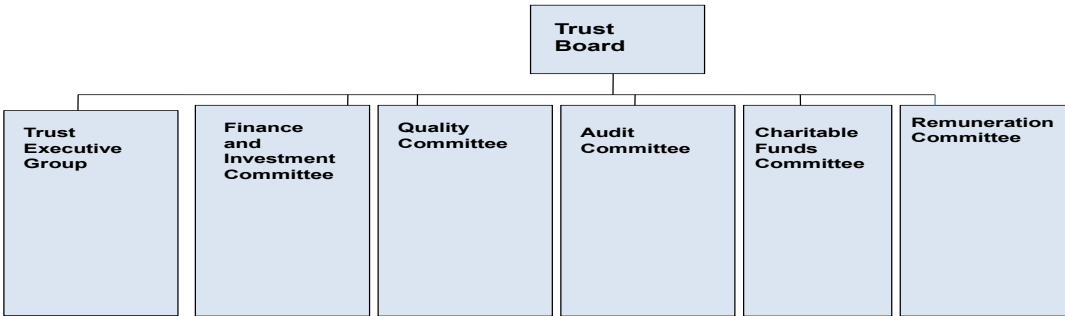 Trust
Board
Trust
Executive
Group
Finance
and
Investment
Committee
Quality
Committee
Audit
Committee
Charitable
Funds
Committee
Remuneration
Committee